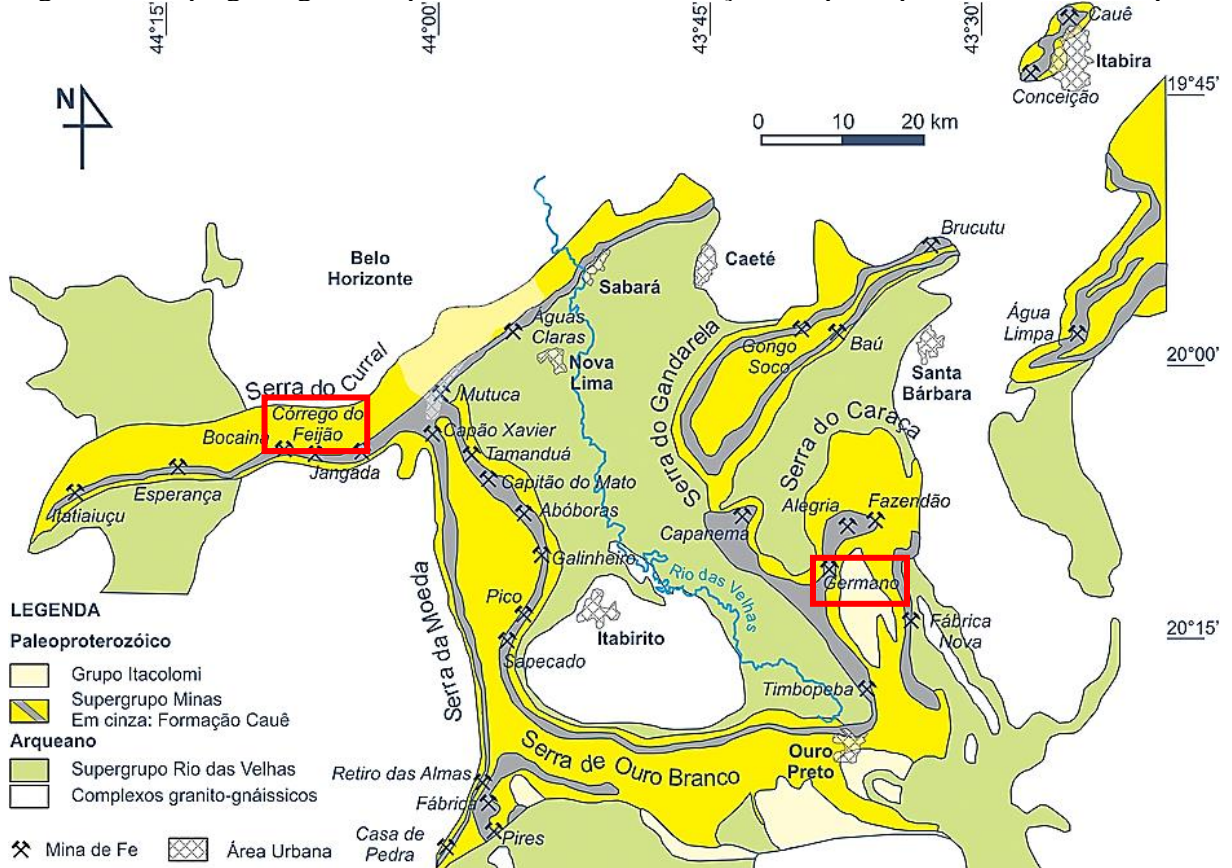 44°15'
44°00'
43°45'
43°30'
Cauê
Itabira
Conceição
19°45'
N
0 10 20 km
Brucutu
Belo
Horizonte
Caeté
Sabará
Água
Limpa
Águas
Claras
Gongo
Soco
Baú
20°00'
Nova
Lima
Santa
Bárbara
Serra do Curral
Serra do Gandarela
Mutuca
Córrego do
Feijão
Serra do Caraça
Bocaina
Capão Xavier
Jangada
Tamanduá
Esperança
Capitão do Mato
Alegria
Fazendão
Itatiaiuçu
Abóboras
Capanema
Galinheiro
Rio das Velhas
Germano
LEGENDA
Pico
Fábrica
Nova
20°15'
Paleoproterozóico
Itabirito
Sapecado
Serra da Moeda
Grupo Itacolomi
Timbopeba
Supergrupo Minas
Em cinza: Formação Cauê
Arqueano
Serra de Ouro Branco
Ouro
Preto
Supergrupo Rio das Velhas
Retiro das Almas
Complexos granito-gnáissicos
Fábrica
Pires
Casa de
Pedra
Mina de Fe
Área Urbana